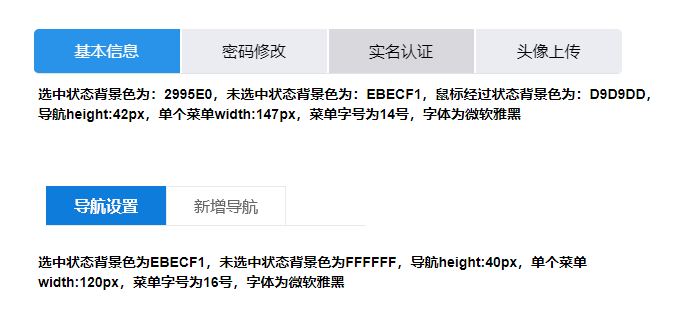 基本信息 密码修改 实名认证 头像上传
选中状态背景色为：2995E0，未选中状态背景色为：EBECF1，鼠标经过状态背景色为：D9D9DD，
导航height:42px，单个菜单width:147px，菜单字号为14号，字体为微软雅黑
导航设置 新增导航
选中状态背景色为EBECF1，未选中状态背景色为FFFFFF，导航height:40px，单个菜单
width:120px，菜单字号为16号，字体为微软雅黑